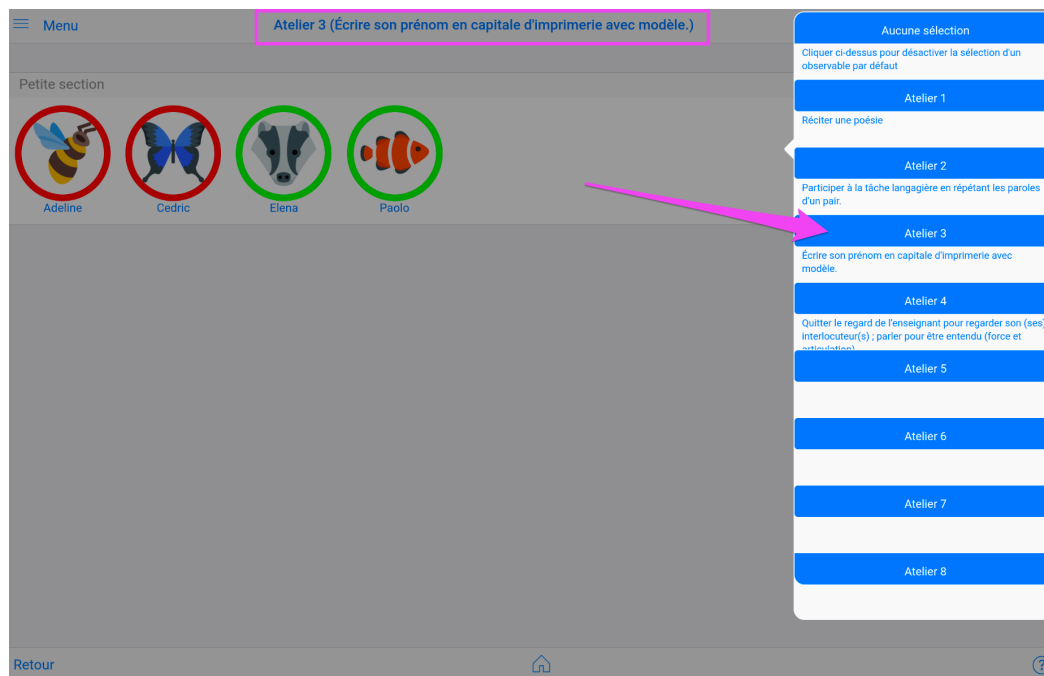 Menu
Atelier 3 (Écrire son prénom en capitale d'imprimerie avec modèle.)
Petite section
Adeline
Cedric
Elena
Paolo
Aucune sélection
Cliquer ci-dessus pour désactiver la sélection d'un
observable par défaut
Atelier 1
Réciter une poésie
Atelier 2
Participer à la tâche langagière en répétant les paroles
d'un pair.
Atelier 3
Écrire son prénom en capitale d'imprimerie avec
modèle.
Atelier 4
Quitter le regard de l'enseignant pour regarder son (ses)
interlocuteur(s) ; parler pour être entendu (force et
articulation)
Atelier 5
Atelier 6
Atelier 7
Atelier 8
Retour
?